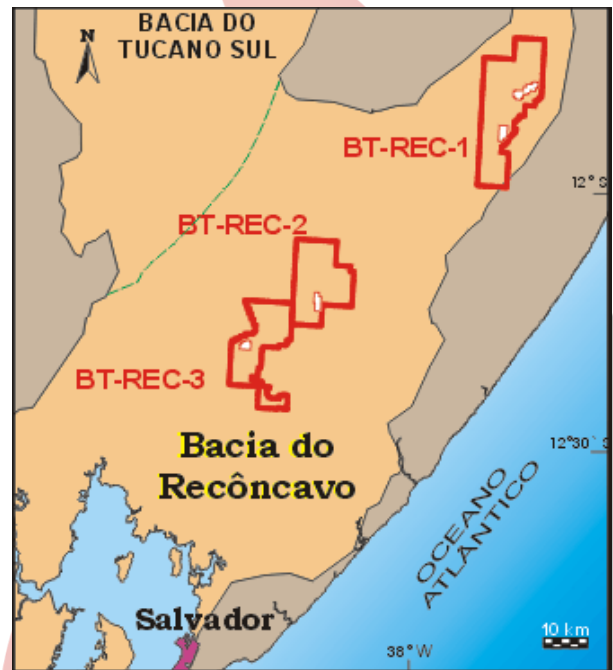 BACIA DO
TUCANO SUL
N
BT-REC-1
12° S
BT-REC-2
BT-REC-3
Bacia do
Recôncavo
12°30` S
OCEANO
ATLÂNTICO
Salvador
10 km
38° W